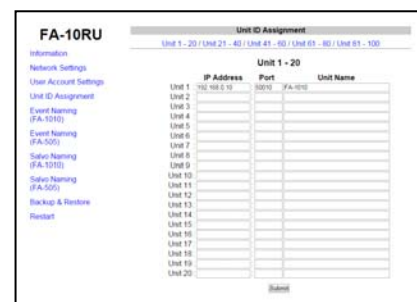 FA-10RU
Information
Network Settings
User Account Settings
Unit ID Assignment
Event Naming
(FA-1010)
Event Naming
(FA-505)
Salvo Naming
(FA-1010)
Salvo Naming
(FA-505)
Backup & Restore
Restart
Unit ID Assignment
Unit 1 - 20 / Unit 21 - 40 / Unit 41 - 60 / Unit 61 - 80 / Unit 81 - 100
Unit 1 - 20
IP Address Port Unit Name
Unit 1 192.168.0.10 50010 FA-1010
Unit 2
Unit 3
Unit 4
Unit 5
Unit 6
Unit 7
Unit 8
Unit 9
Unit 10
Unit 11
Unit 12
Unit 13
Unit 14
Unit 15
Unit 16
Unit 17
Unit 18
Unit 19
Unit 20
Submit